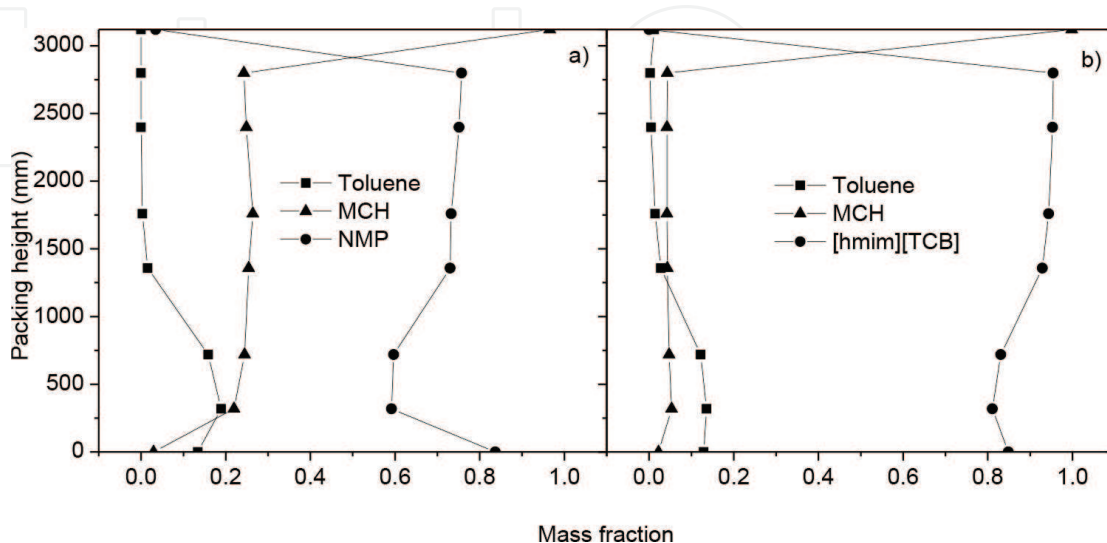 3000
2500
2000
1500
1000
500
0
Packing height (mm)
a)
Toluene
MCH
NMP
0.0 0.2 0.4 0.6 0.8 1.0
b)
Toluene
MCH
[hmim][TCB]
0.0 0.2 0.4 0.6 0.8 1.0
Mass fraction